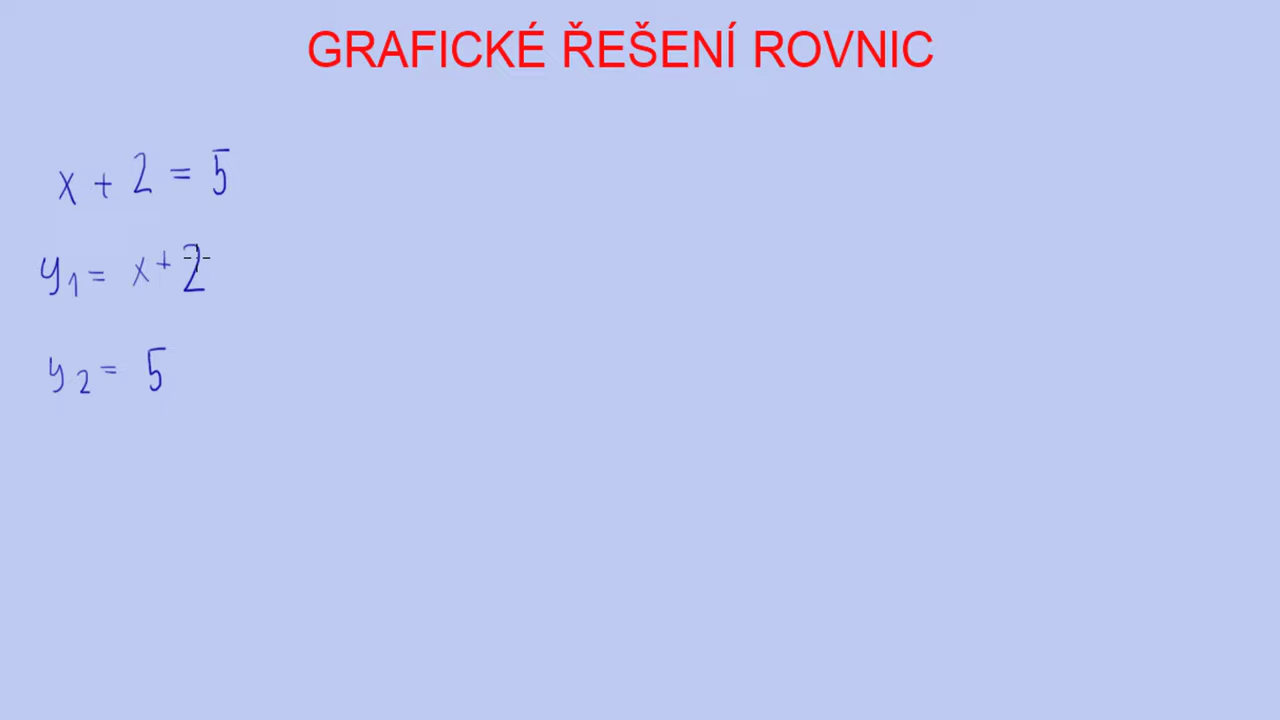 GRAFICKÉ ŘEŠENÍ ROVNIC
x + 2 = 5
y₁ = x + 2
y₂ = 5